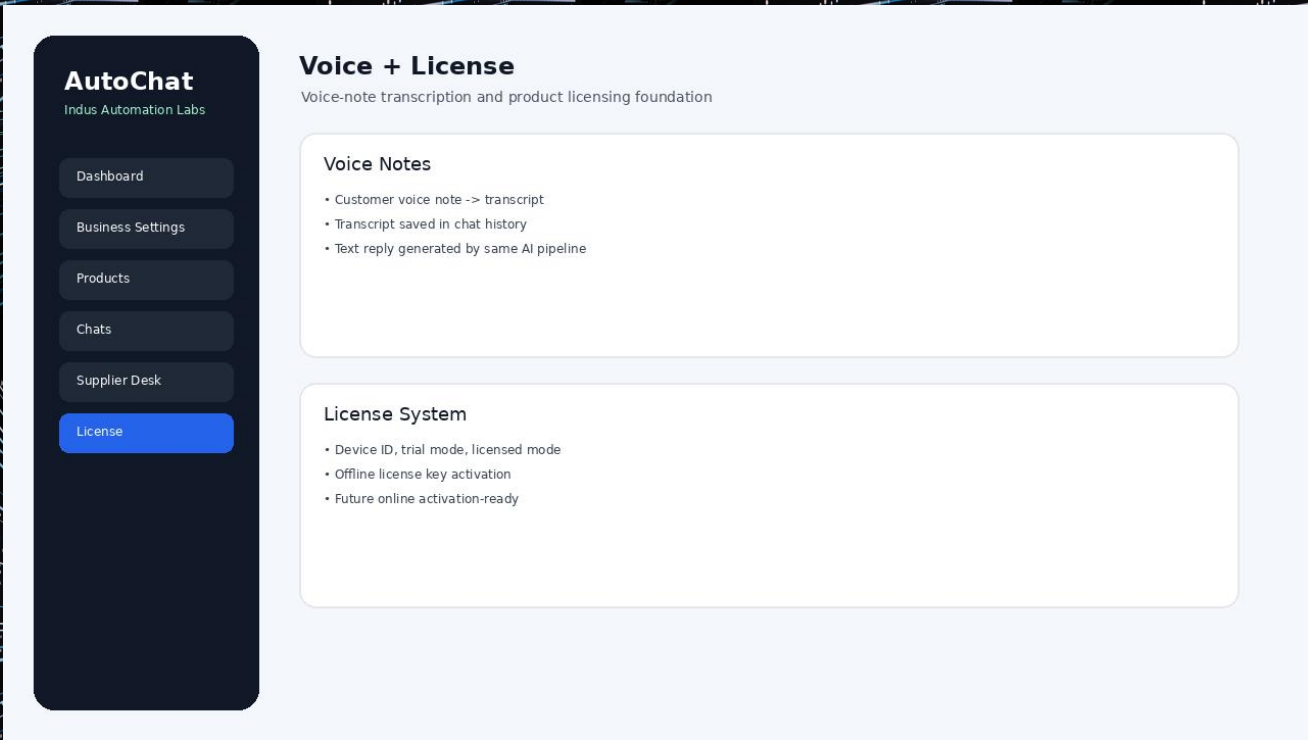 AutoChat
Indus Automation Labs
Dashboard
Business Settings
Products
Chats
Supplier Desk
License
Voice + License
Voice-note transcription and product licensing foundation
Voice Notes
• Customer voice note -> transcript
• Transcript saved in chat history
• Text reply generated by same AI pipeline
License System
• Device ID, trial mode, licensed mode
• Offline license key activation
• Future online activation-ready